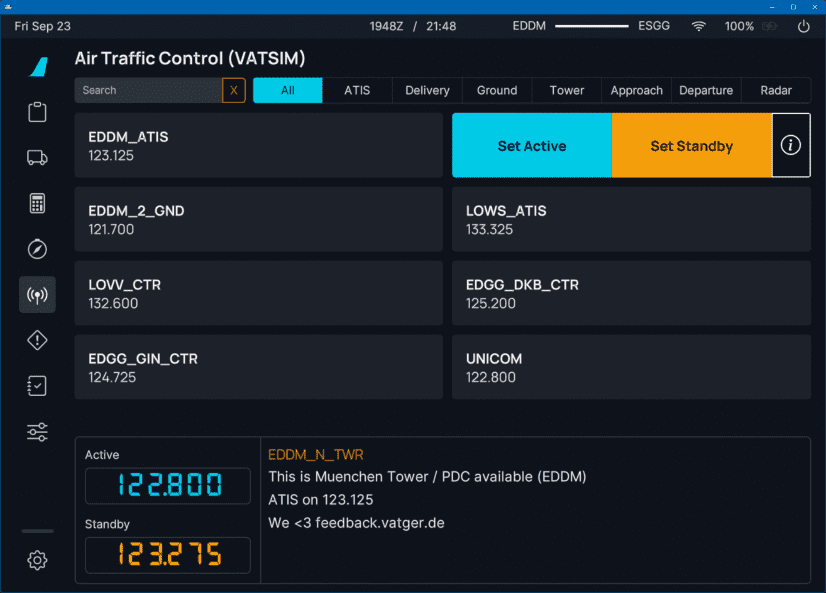 Fri Sep 23
1948Z / 21:48
EDDM ESGG
100%
Air Traffic Control (VATSIM)
Search X
All ATIS Delivery Ground Tower Approach Departure Radar
EDDM_ATIS
123.125
Set Active Set Standby i
EDDM_2_GND
121.700
LOWS_ATIS
133.325
LOVV_CTR
132.600
EDGG_DKB_CTR
125.200
EDGG_GIN_CTR
124.725
UNICOM
122.800
Active
122.800
Standby
123.275
EDDM_N_TWR
This is Muenchen Tower / PDC available (EDDM)
ATIS on 123.125
We <3 feedback.vatger.de